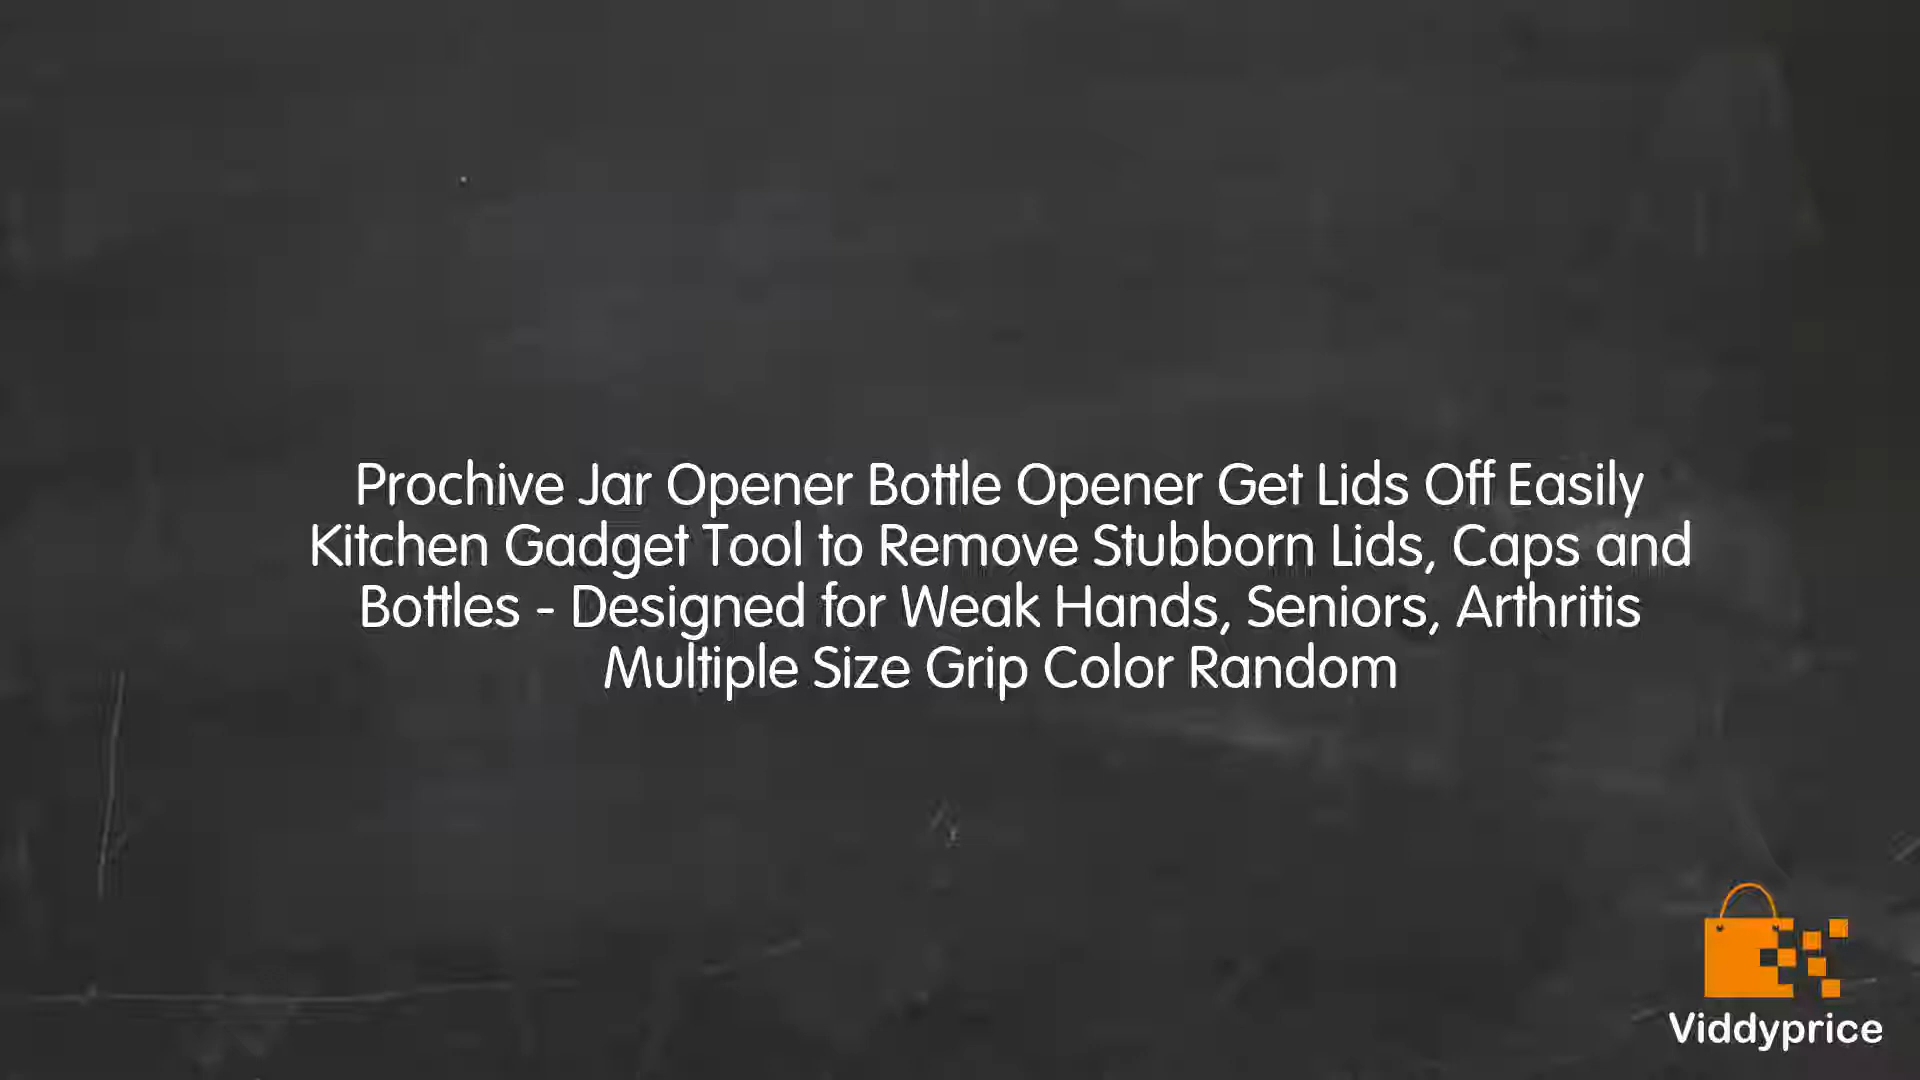 Prochive Jar Opener Bottle Opener Get Lids Off Easily
Kitchen Gadget Tool to Remove Stubborn Lids, Caps and
Bottles - Designed for Weak Hands, Seniors, Arthritis
Multiple Size Grip Color Random
Viddyprice